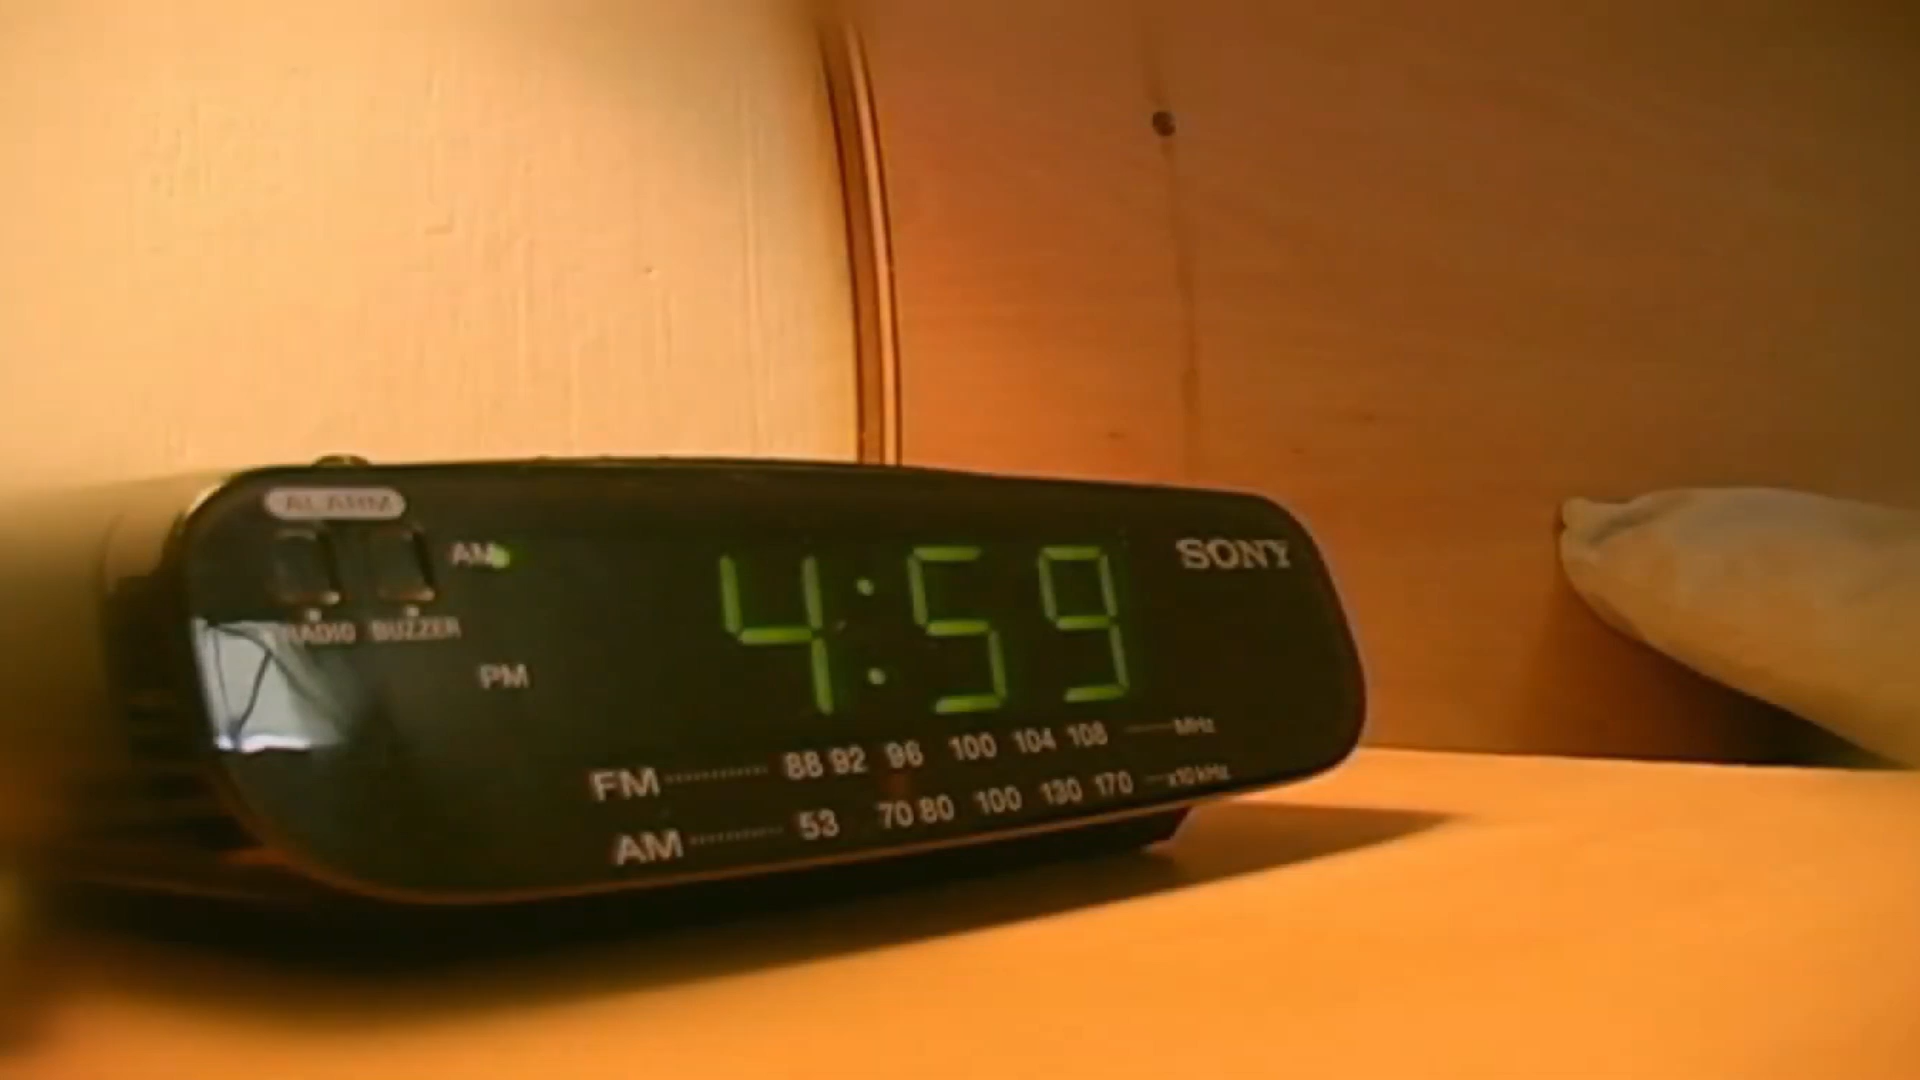 ALARM
AM
4:59
SONY
RADIO BUZZER
PM
FM 88 92 96 100 104 108 MHz
AM 53 70 80 100 130 170 x10kHz